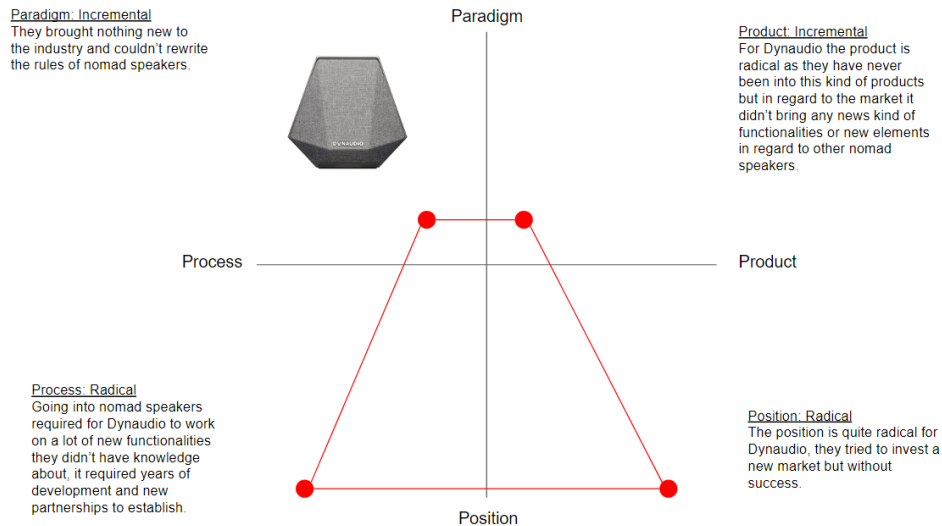 Paradigm: Incremental
They brought nothing new to
the industry and couldn't rewrite
the rules of nomad speakers.
Paradigm
Product: Incremental
For Dynaudio the product is
radical as they have never
been into this kind of products
but in regard to the market it
didn't bring any news kind of
functionalities or new elements
in regard to other nomad
speakers.
DYNAUDIO
Process
Product
Process: Radical
Going into nomad speakers
required for Dynaudio to work
on a lot of new functionalities
they didn't have knowledge
about, it required years of
development and new
partnerships to establish.
Position: Radical
The position is quite radical for
Dynaudio, they tried to invest a
new market but without
success.
Position